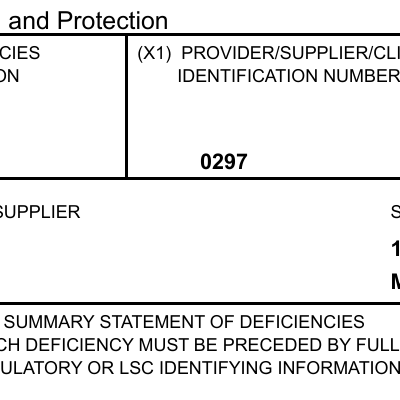 and Protection
CIES
ON
(X1) PROVIDER/SUPPLIER/CLI
IDENTIFICATION NUMBER
0297
SUPPLIER
S
1
M
SUMMARY STATEMENT OF DEFICIENCIES
CH DEFICIENCY MUST BE PRECEDED BY FULL
ULATORY OR LSC IDENTIFYING INFORMATION